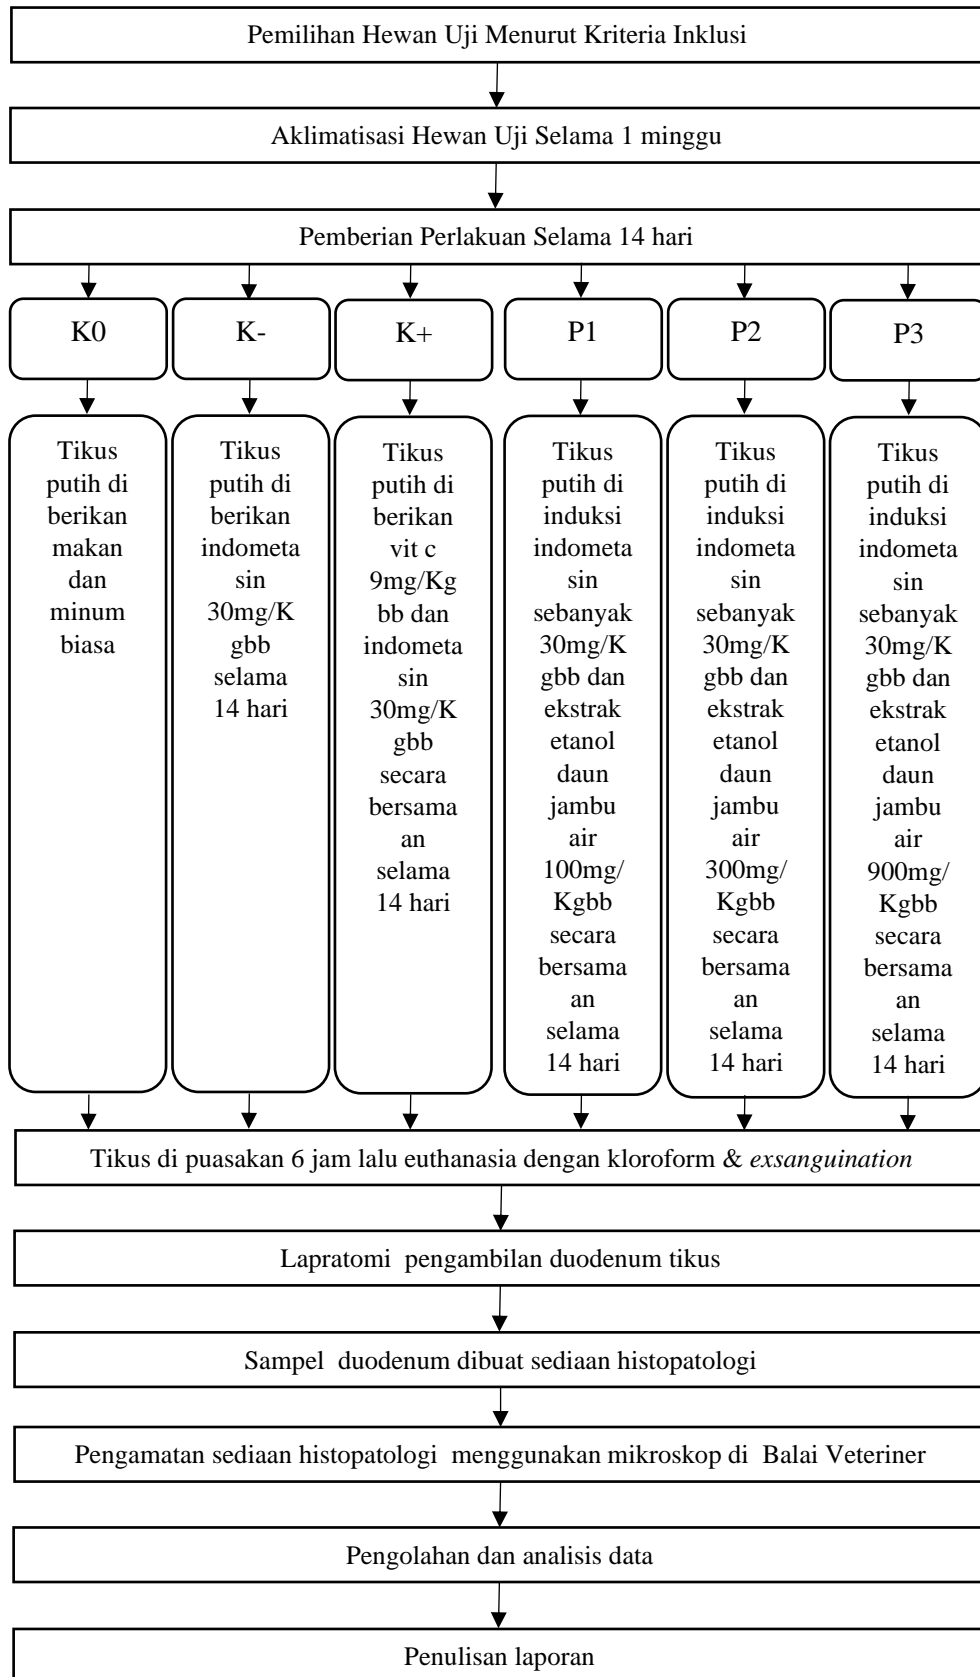 Pemilihan Hewan Uji Menurut Kriteria Inklusi
Aklimatisasi Hewan Uji Selama 1 minggu
Pemberian Perlakuan Selama 14 hari
K0
K-
K+
P1
P2
P3
Tikus
putih di
berikan
makan
dan
minum
biasa
Tikus
putih di
berikan
indometa
sin
30mg/K
gbb
selama
14 hari
Tikus
putih di
berikan
vit c
9mg/Kg
bb dan
indometa
sin
30mg/K
gbb
secara
bersama
an
selama
14 hari
Tikus
putih di
induksi
indometa
sin
sebanyak
30mg/K
gbb dan
ekstrak
etanol
daun
jambu
air
100mg/
Kgbb
secara
bersama
an
selama
14 hari
Tikus
putih di
induksi
indometa
sin
sebanyak
30mg/K
gbb dan
ekstrak
etanol
daun
jambu
air
300mg/
Kgbb
secara
bersama
an
selama
14 hari
Tikus
putih di
induksi
indometa
sin
sebanyak
30mg/K
gbb dan
ekstrak
etanol
daun
jambu
air
900mg/
Kgbb
secara
bersama
an
selama
14 hari
Tikus di puasakan 6 jam lalu euthanasia dengan kloroform & exsanguination
Lapratomi pengambilan duodenum tikus
Sampel duodenum dibuat sediaan histopatologi
Pengamatan sediaan histopatologi menggunakan mikroskop di Balai Veteriner
Pengolahan dan analisis data
Penulisan laporan